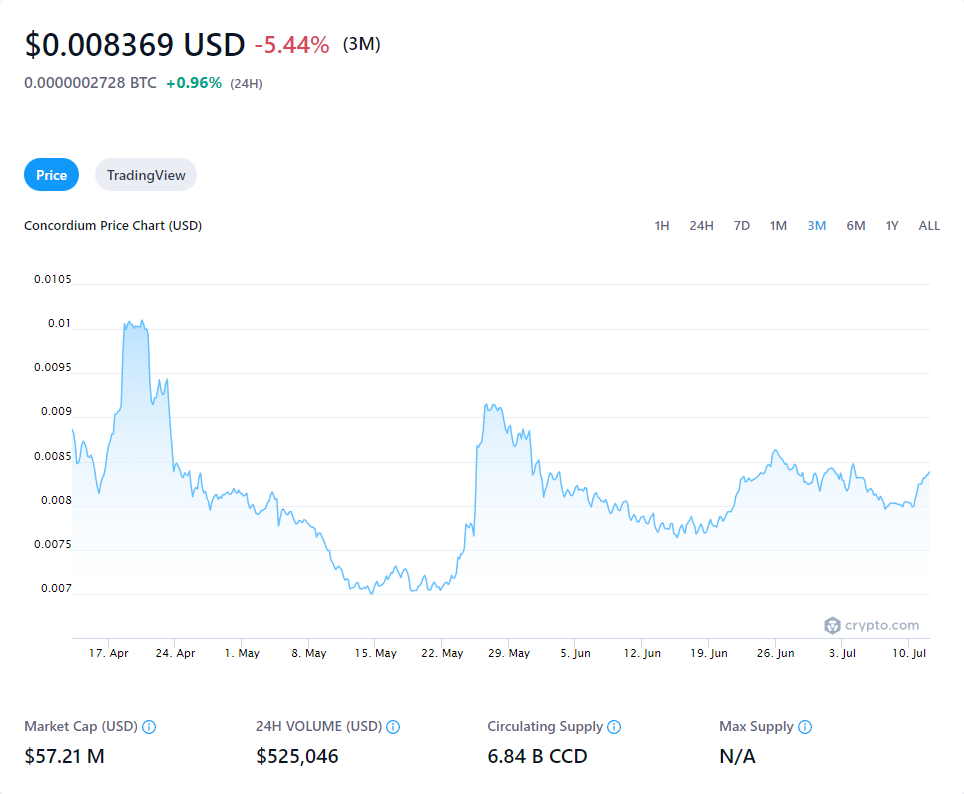 $0.008369 USD -5.44% (3M)
0.0000002728 BTC +0.96% (24H)
Price TradingView
Concordium Price Chart (USD) 1H 24H 7D 1M 3M 6M 1Y ALL
0.0105
0.01
0.0095
0.009
0.0085
0.008
0.0075
0.007
crypto.com
17. Apr 24. Apr 1. May 8. May 15. May 22. May 29. May 5. Jun 12. Jun 19. Jun 26. Jun 3. Jul 10. Jul
Market Cap (USD) 24H VOLUME (USD) Circulating Supply Max Supply
$57.21 M $525,046 6.84 B CCD N/A